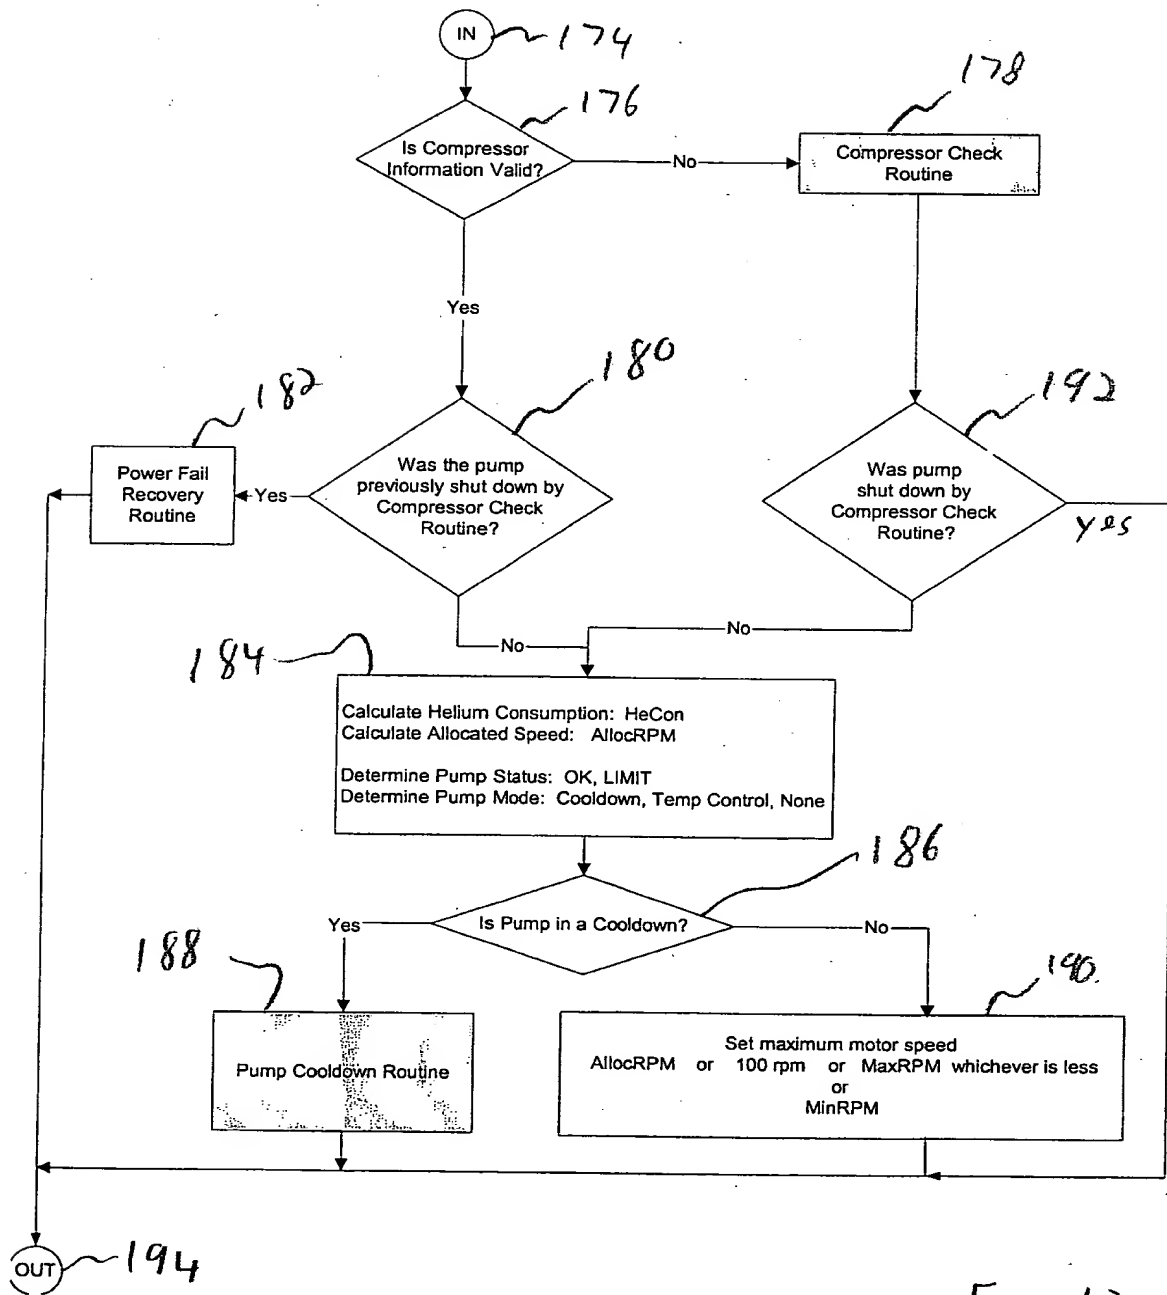 IN
174
176
178
Is Compressor
Information Valid?
No
Compressor Check
Routine
Yes
180
182
192
Power Fail
Recovery
Routine
Yes
Was the pump
previously shut down by
Compressor Check
Routine?
Was pump
shut down by
Compressor Check
Routine?
yes
No
No
184
Calculate Helium Consumption: HeCon
Calculate Allocated Speed: AllocRPM
Determine Pump Status: OK, LIMIT
Determine Pump Mode: Cooldown, Temp Control, None
186
Yes
Is Pump in a Cooldown?
No
188
190.
Pump Cooldown Routine
Set maximum motor speed
AllocRPM or 100 rpm or MaxRPM whichever is less
or
MinRPM
OUT
194